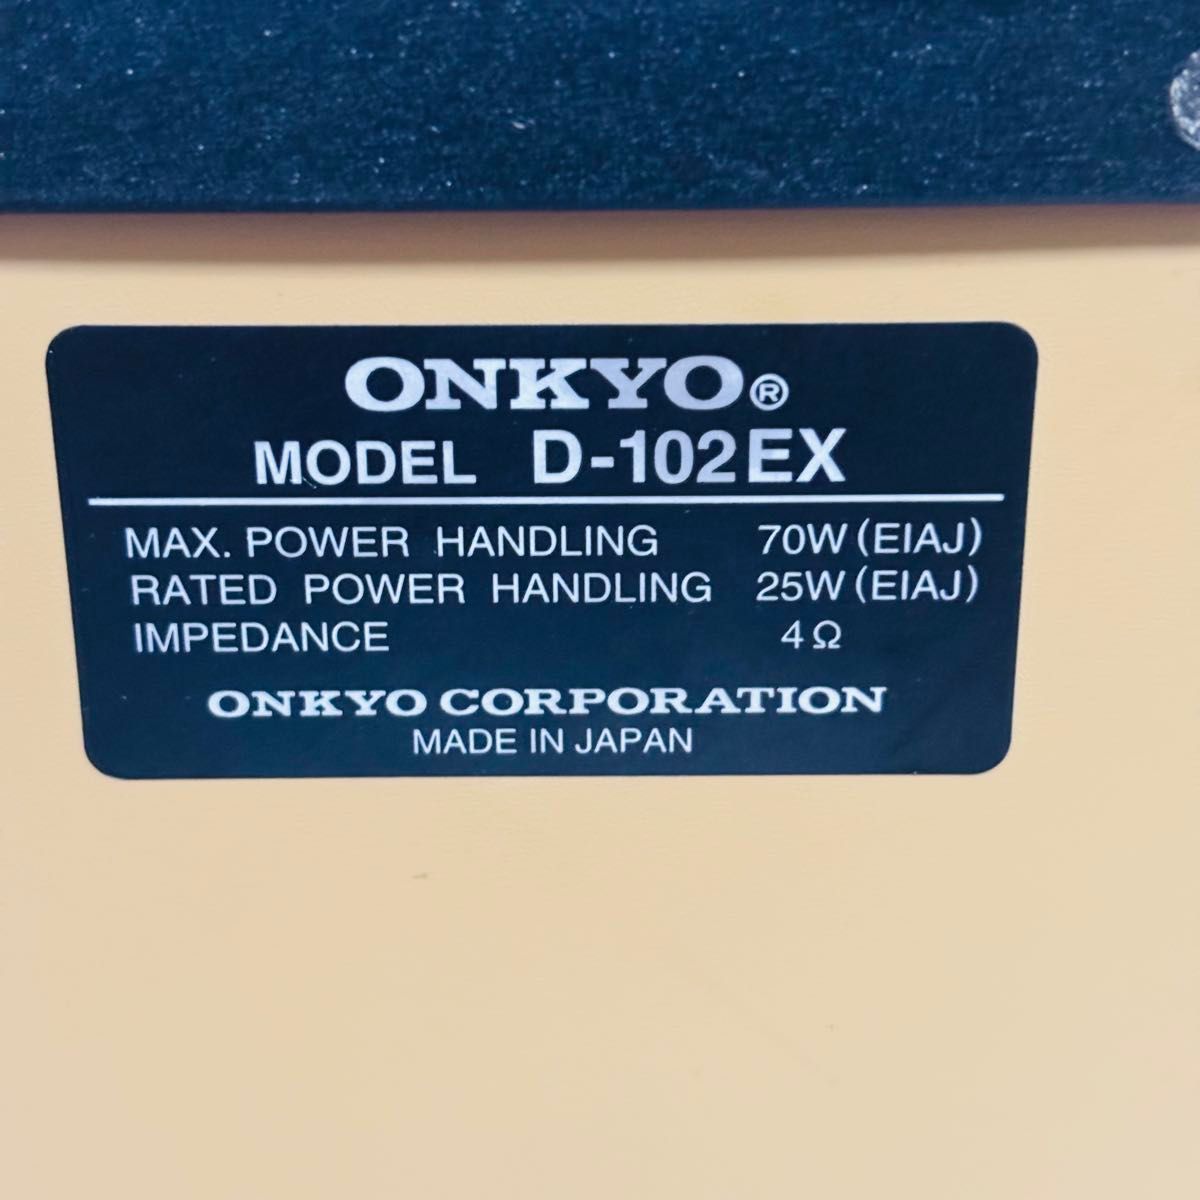 ONKYO®
MODEL D-102EX
MAX. POWER HANDLING 70W (EIAJ)
RATED POWER HANDLING 25W (EIAJ)
IMPEDANCE 4Ω
ONKYO CORPORATION
MADE IN JAPAN